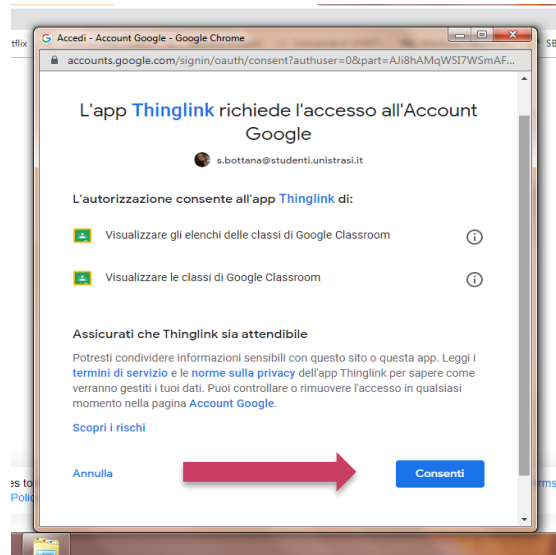 Accedi - Account Google - Google Chrome
tflix
SB
accounts.google.com/signin/oauth/consent?authuser=0&part=AJi8hAMqW5I7WSmAF...
L'app Thinglink richiede l'accesso all'Account
Google
s.bottana@studenti.unistrasi.it
L'autorizzazione consente all'app Thinglink di:
Visualizzare gli elenchi delle classi di Google Classroom
Visualizzare le classi di Google Classroom
Assicurati che Thinglink sia attendibile
Potresti condividere informazioni sensibili con questo sito o questa app. Leggi i
termini di servizio e le norme sulla privacy dell'app Thinglink per sapere come
verranno gestiti i tuoi dati. Puoi controllare o rimuovere l'accesso in qualsiasi
momento nella pagina Account Google.
Scopri i rischi
Annulla
Consenti
es to
rms
Polic